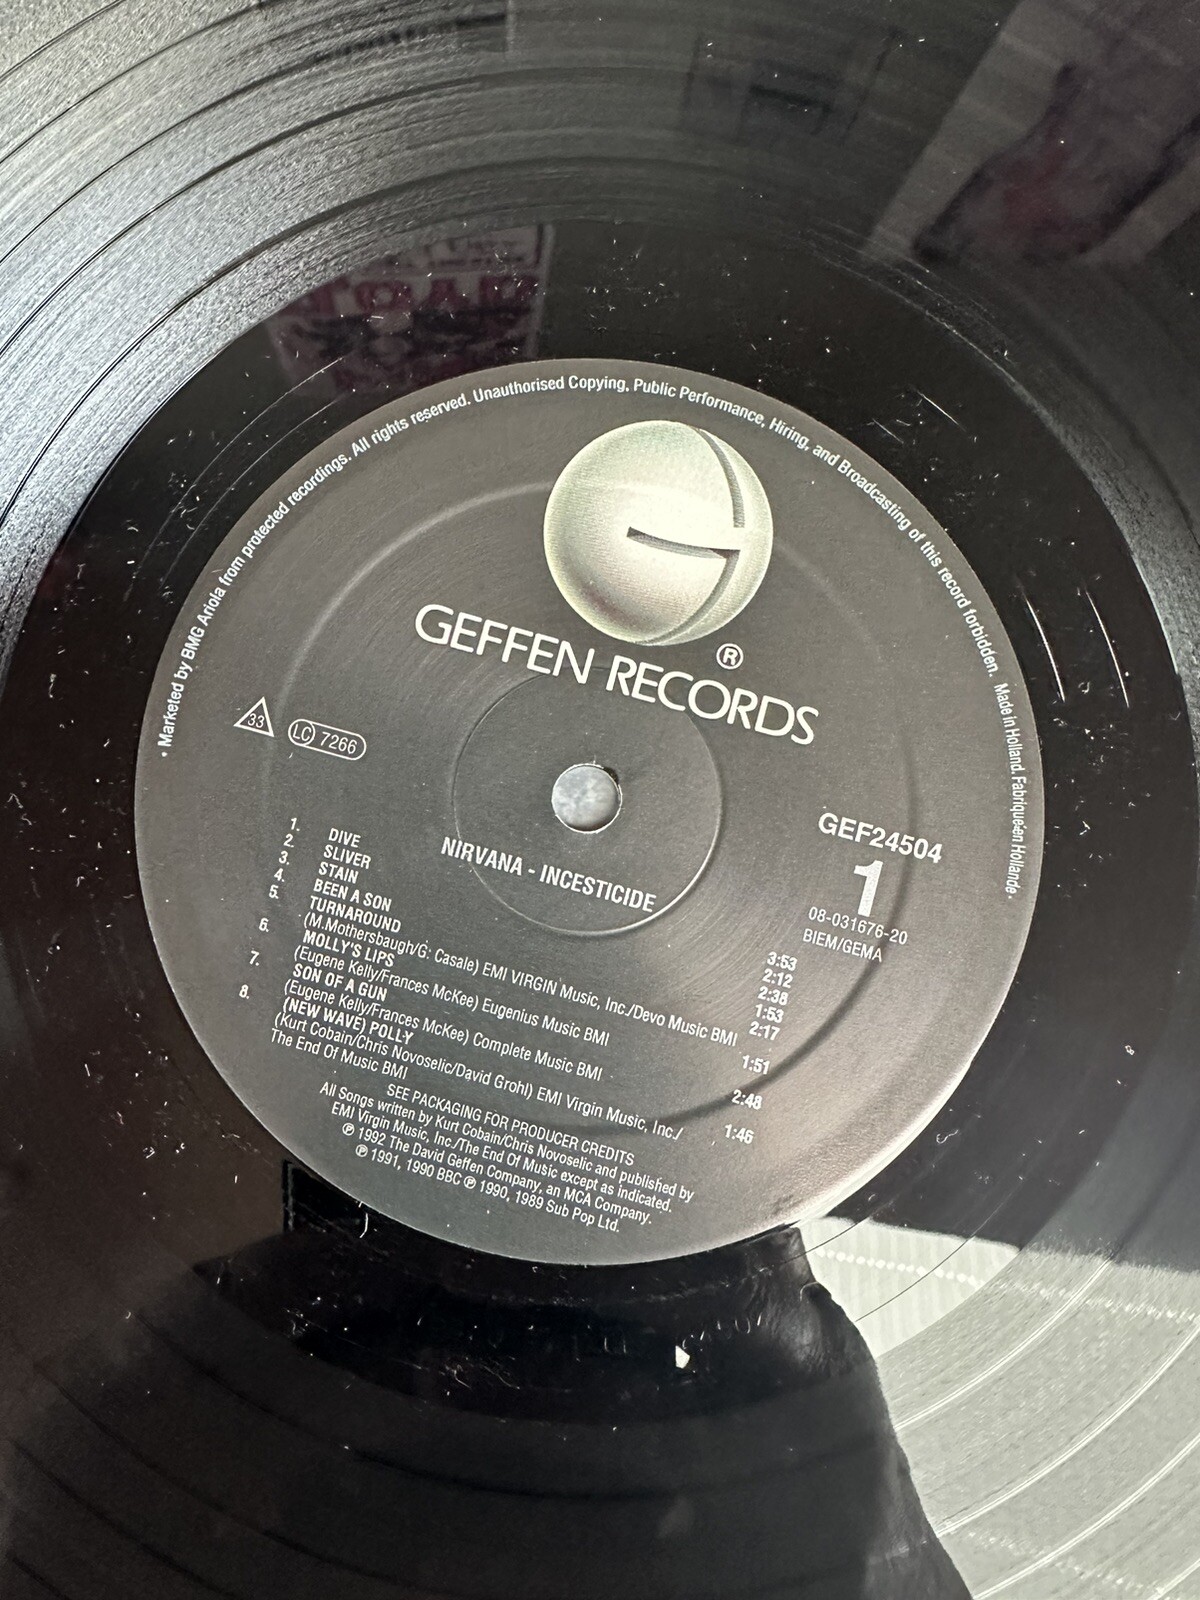 • Marketed by BMG Ariola from protected recordings. All rights reserved. Unauthorised Copying, Public Performance, Hiring, and Broadcasting of this record forbidden. Made in Holland. Fabriqué en Hollande.
GEFFEN RECORDS ®
33
LC 7266
GEF24504
1
08-031676-20
BIEM/GEMA
NIRVANA - INCESTICIDE
1. DIVE 3:53
2. SLIVER 2:12
3. STAIN 2:38
4. BEEN A SON 1:53
5. TURNAROUND 2:17
(M.Mothersbaugh/G. Casale) EMI VIRGIN Music, Inc./Devo Music BMI
6. MOLLY'S LIPS 1:51
(Eugene Kelly/Frances McKee) Eugenius Music BMI
7. SON OF A GUN 2:48
(Eugene Kelly/Frances McKee) Complete Music BMI
8. (NEW WAVE) POLLY 1:46
(Kurt Cobain/Chris Novoselic/David Grohl) EMI Virgin Music, Inc./
The End Of Music BMI
SEE PACKAGING FOR PRODUCER CREDITS
All Songs written by Kurt Cobain/Chris Novoselic and published by
EMI Virgin Music, Inc./The End Of Music except as indicated.
℗ 1992 The David Geffen Company, an MCA Company.
℗ 1991, 1990 BBC ℗ 1990, 1989 Sub Pop Ltd.